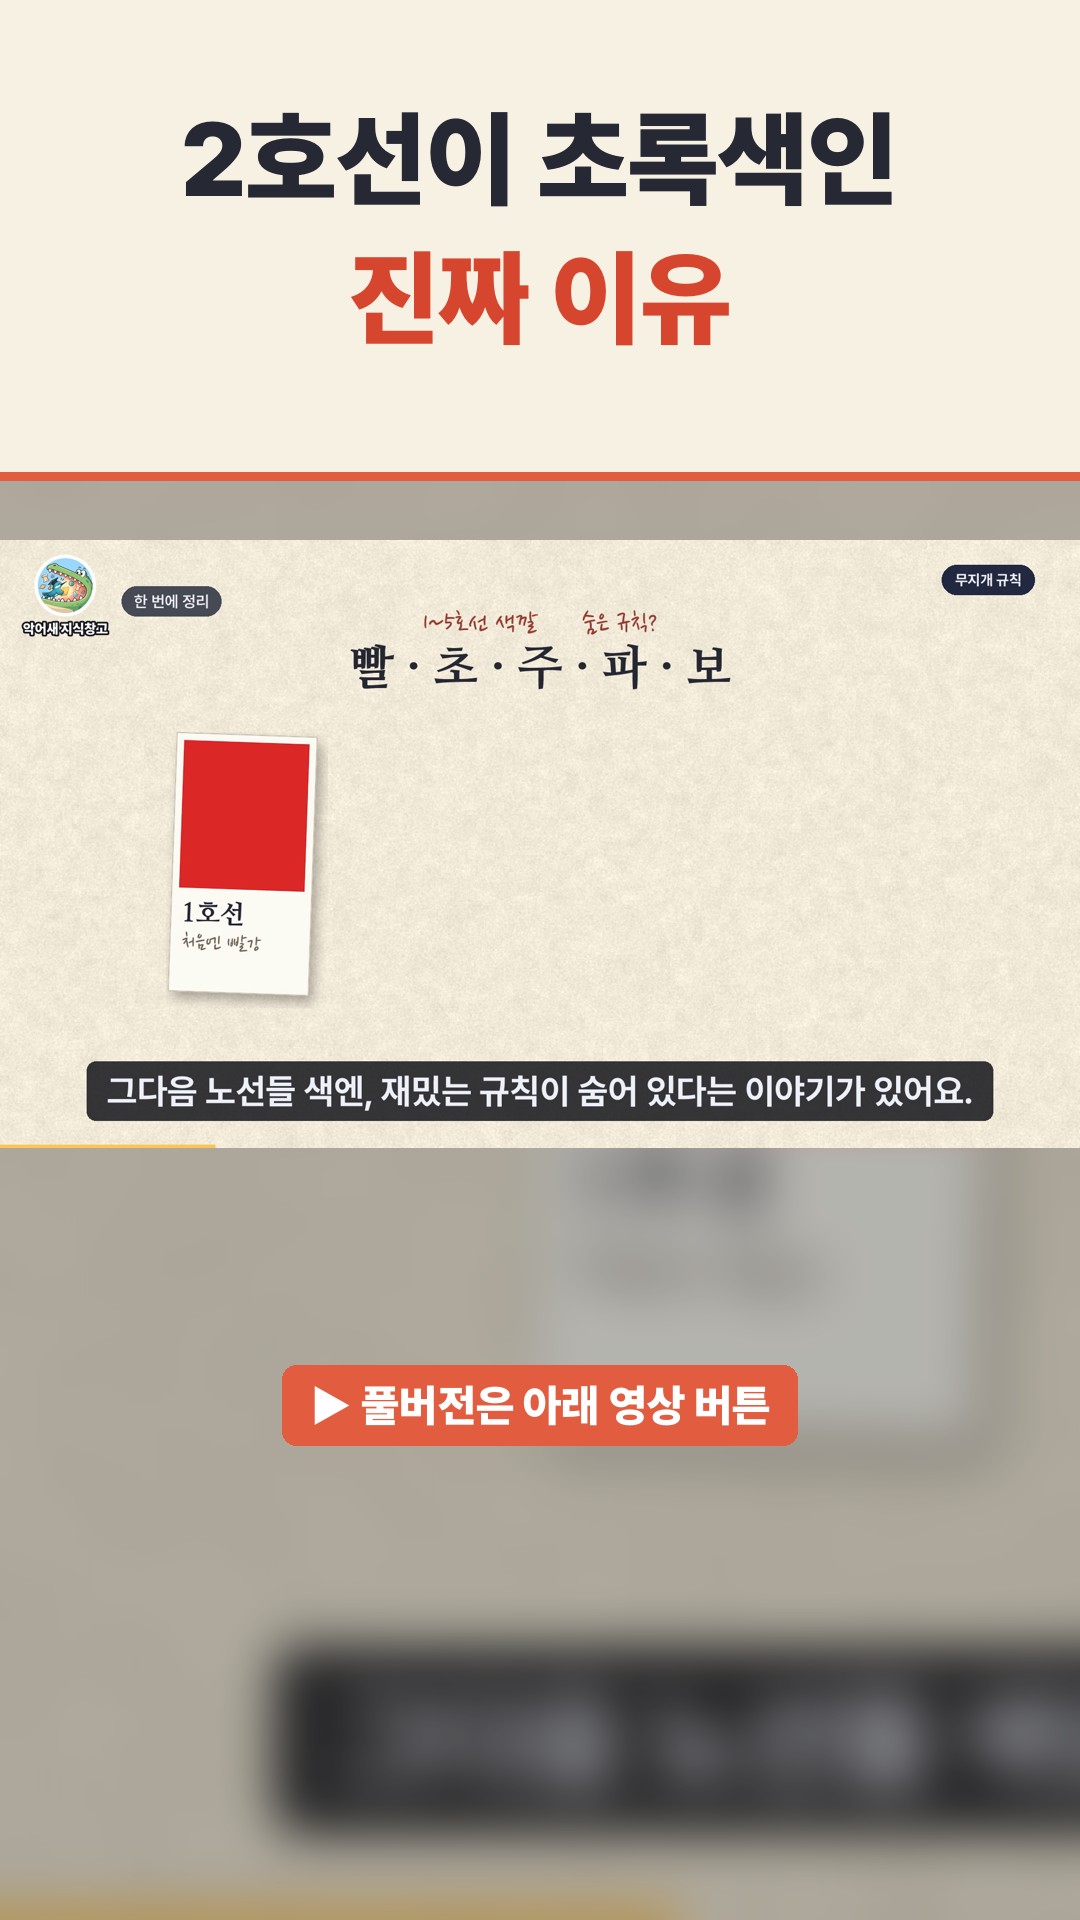 2호선이 초록색인
진짜 이유
악어새 지식창고
한 번에 정리
무지개 규칙
1~5호선 색깔 숨은 규칙?
빨·초·주·파·보
1호선
처음엔 빨강
그다음 노선들 색엔, 재밌는 규칙이 숨어 있다는 이야기가 있어요.
▶ 풀버전은 아래 영상 버튼